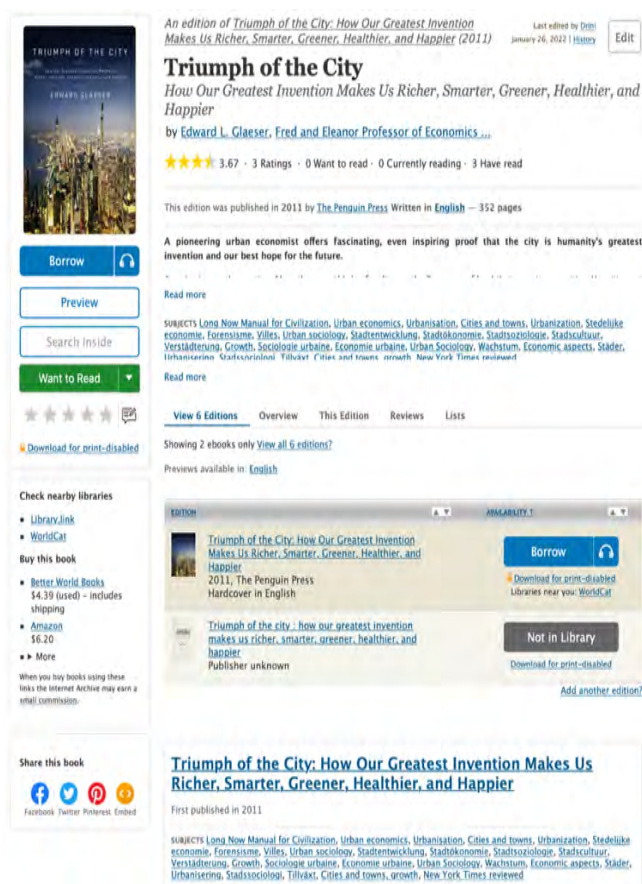 An edition of Triumph of the City: How Our Greatest Invention
Makes Us Richer, Smarter, Greener, Healthier, and Happier (2011)
Last edited by Drini
January 26, 2022 | History
Edit
Triumph of the City
How Our Greatest Invention Makes Us Richer, Smarter, Greener, Healthier, and
Happier
by Edward L. Glaeser, Fred and Eleanor Professor of Economics ...
3.67 · 3 Ratings · 0 Want to read · 0 Currently reading · 3 Have read
This edition was published in 2011 by The Penguin Press Written in English — 352 pages
A pioneering urban economist offers fascinating, even inspiring proof that the city is humanity's greatest
invention and our best hope for the future.
Read more
SUBJECTS Long Now Manual for Civilization, Urban economics, Urbanisation, Cities and towns, Urbanization, Stedelijke
economie, Forensisme, Villes, Urban sociology, Stadtentwicklung, Stadtökonomie, Stadtsoziologie, Stadscultuur,
Verstädterung, Growth, Sociologie urbaine, Économie urbaine, Urban Sociology, Wachstum, Economic aspects, Städer,
Urbanisering, Stadssociologi, Tillväxt, Cities and towns, growth, New York Times reviewed
Read more
TRIUMPH OF THE CITY
EDWARD GLAESER
Borrow
Preview
Search Inside
Want to Read
Download for print-disabled
View 6 Editions Overview This Edition Reviews Lists
Showing 2 ebooks only View all 6 editions?
Previews available in: English
Check nearby libraries
Library.link
WorldCat
Buy this book
Better World Books
$4.39 (used) - includes
shipping
Amazon
$6.20
More
When you buy books using these
links the Internet Archive may earn a
small commission.
EDITION AVAILABILITY
Triumph of the City: How Our Greatest Invention
Makes Us Richer, Smarter, Greener, Healthier, and
Happier
2011, The Penguin Press
Hardcover in English
Borrow
Download for print-disabled
Libraries near you: WorldCat
Triumph of the city : how our greatest invention
makes us richer, smarter, greener, healthier, and
happier
Publisher unknown
Not in Library
Download for print-disabled
Add another edition?
Share this book
Facebook Twitter Pinterest Embed
Triumph of the City: How Our Greatest Invention Makes Us
Richer, Smarter, Greener, Healthier, and Happier
First published in 2011
SUBJECTS Long Now Manual for Civilization, Urban economics, Urbanisation, Cities and towns, Urbanization, Stedelijke
economie, Forensisme, Villes, Urban sociology, Stadtentwicklung, Stadtökonomie, Stadtsoziologie, Stadscultuur,
Verstädterung, Growth, Sociologie urbaine, Économie urbaine, Urban Sociology, Wachstum, Economic aspects, Städer,
Urbanisering, Stadssociologi, Tillväxt, Cities and towns, growth, New York Times reviewed